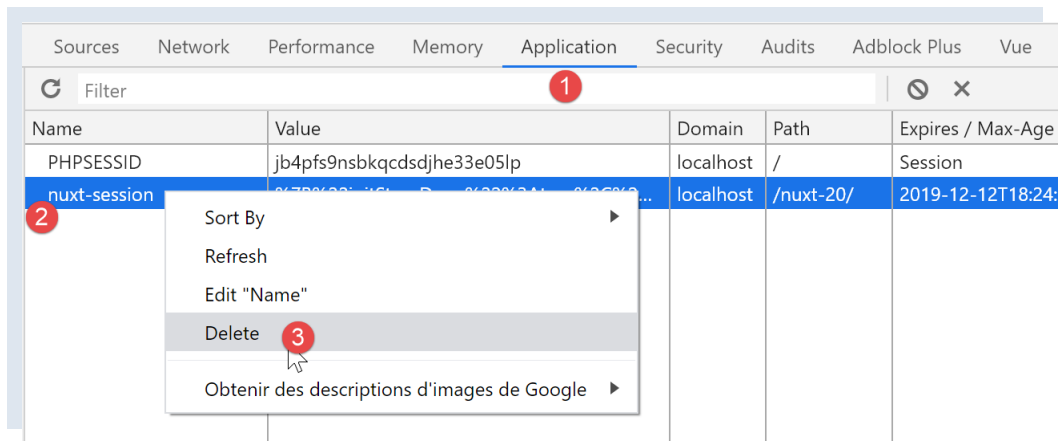 Sources Network Performance Memory Application Security Audits Adblock Plus Vue
Filter
1
Name Value Domain Path Expires / Max-Age
PHPSESSID jb4pfs9nsbkqcdsdjhe33e05lp localhost / Session
nuxt-session localhost /nuxt-20/ 2019-12-12T18:24:
2
Sort By
Refresh
Edit "Name"
Delete
3
Obtenir des descriptions d'images de Google